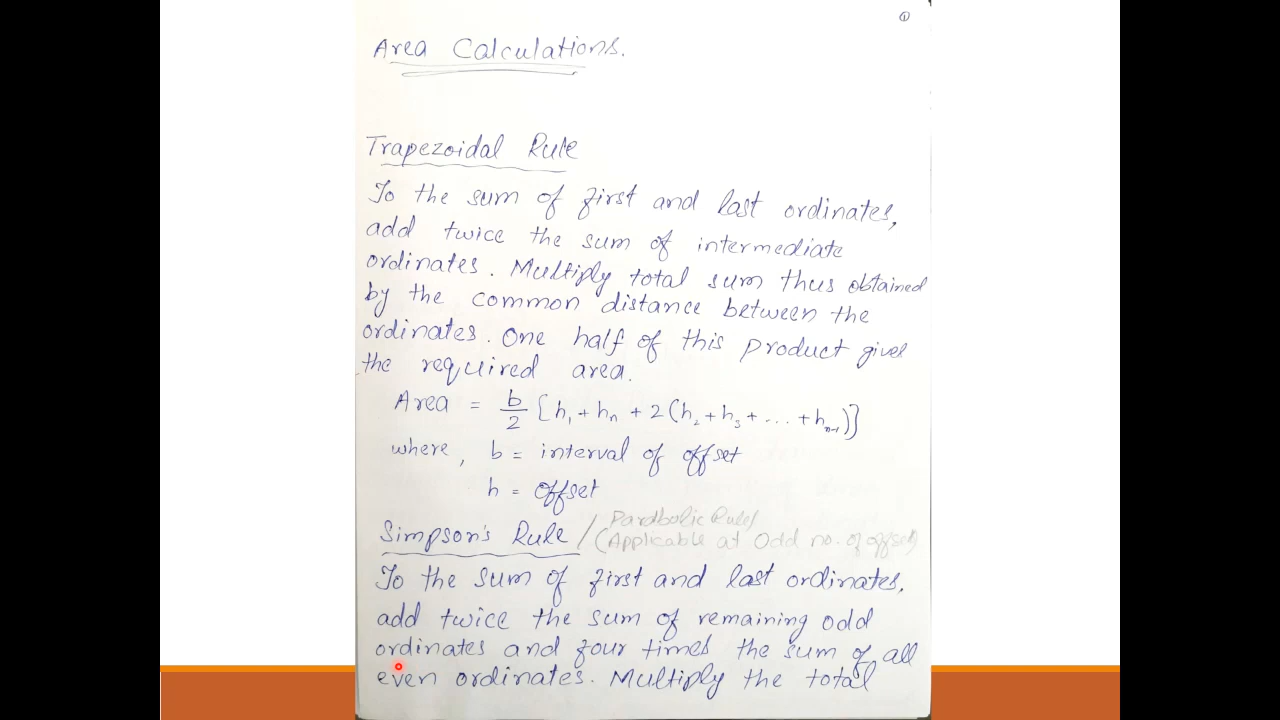 ①
Area Calculations.
Trapezoidal Rule
To the sum of first and last ordinates,
add twice the sum of intermediate
ordinates. Multiply total sum thus obtained
by the common distance between the
ordinates. One half of this product gives
the required area.
Area = b/2 [h₁ + hₙ + 2(h₂ + h₃ + ... + hₙ₋₁)}
where, b = interval of offset
h = offset
Simpson's Rule / Parabolic Rule/
(Applicable at odd no. of offset)
To the sum of first and last ordinates,
add twice the sum of remaining odd
ordinates and four times the sum of all
even ordinates. Multiply the total